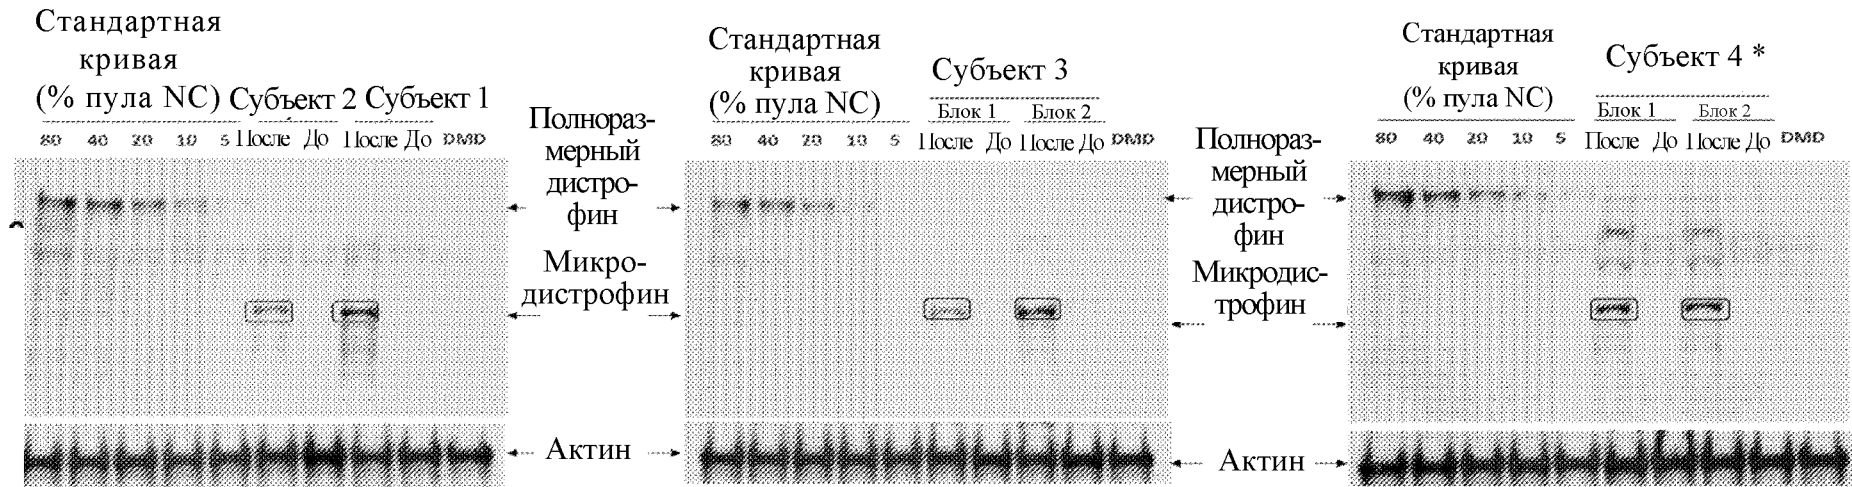 Стандартная
кривая
(% пула NC) Субъект 2 Субъект 1
80 40 20 10 5 После До После До DMD
Полнораз-
мерный
дистро-
фин
Микро-
дистрофин
Актин
Стандартная
кривая
(% пула NC)
Субъект 3
Блок 1 Блок 2
80 40 20 10 5 После До После До DMD
Полнораз-
мерный
дистро-
фин
Микродис-
трофин
Актин
Стандартная
кривая
(% пула NC)
Субъект 4 *
Блок 1 Блок 2
80 40 20 10 5 После До После До DMD